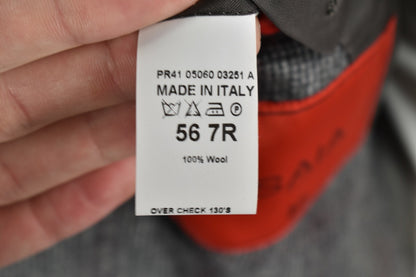 PR41 05060 03251 A
MADE IN ITALY
P
56 7R
100% Wool
OVER CHECK 130'S